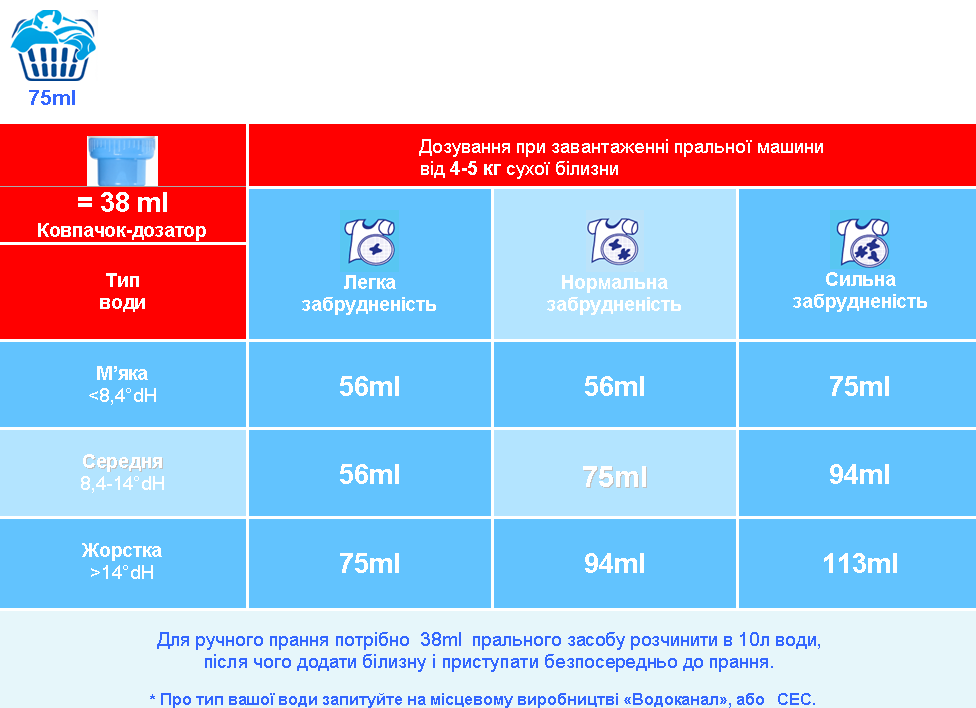 75ml
Дозування при завантаженні пральної машини
від 4-5 кг сухої білизни
= 38 ml
Ковпачок-дозатор
Тип
води
Легка
забрудненість
Нормальна
забрудненість
Сильна
забрудненість
М’яка
<8,4°dH
56ml
56ml
75ml
Середня
8,4-14°dH
56ml
75ml
94ml
Жорстка
>14°dH
75ml
94ml
113ml
Для ручного прання потрібно 38ml прального засобу розчинити в 10л води,
після чого додати білизну і приступати безпосередньо до прання.
* Про тип вашої води запитуйте на місцевому виробництві «Водоканал», або СЕС.